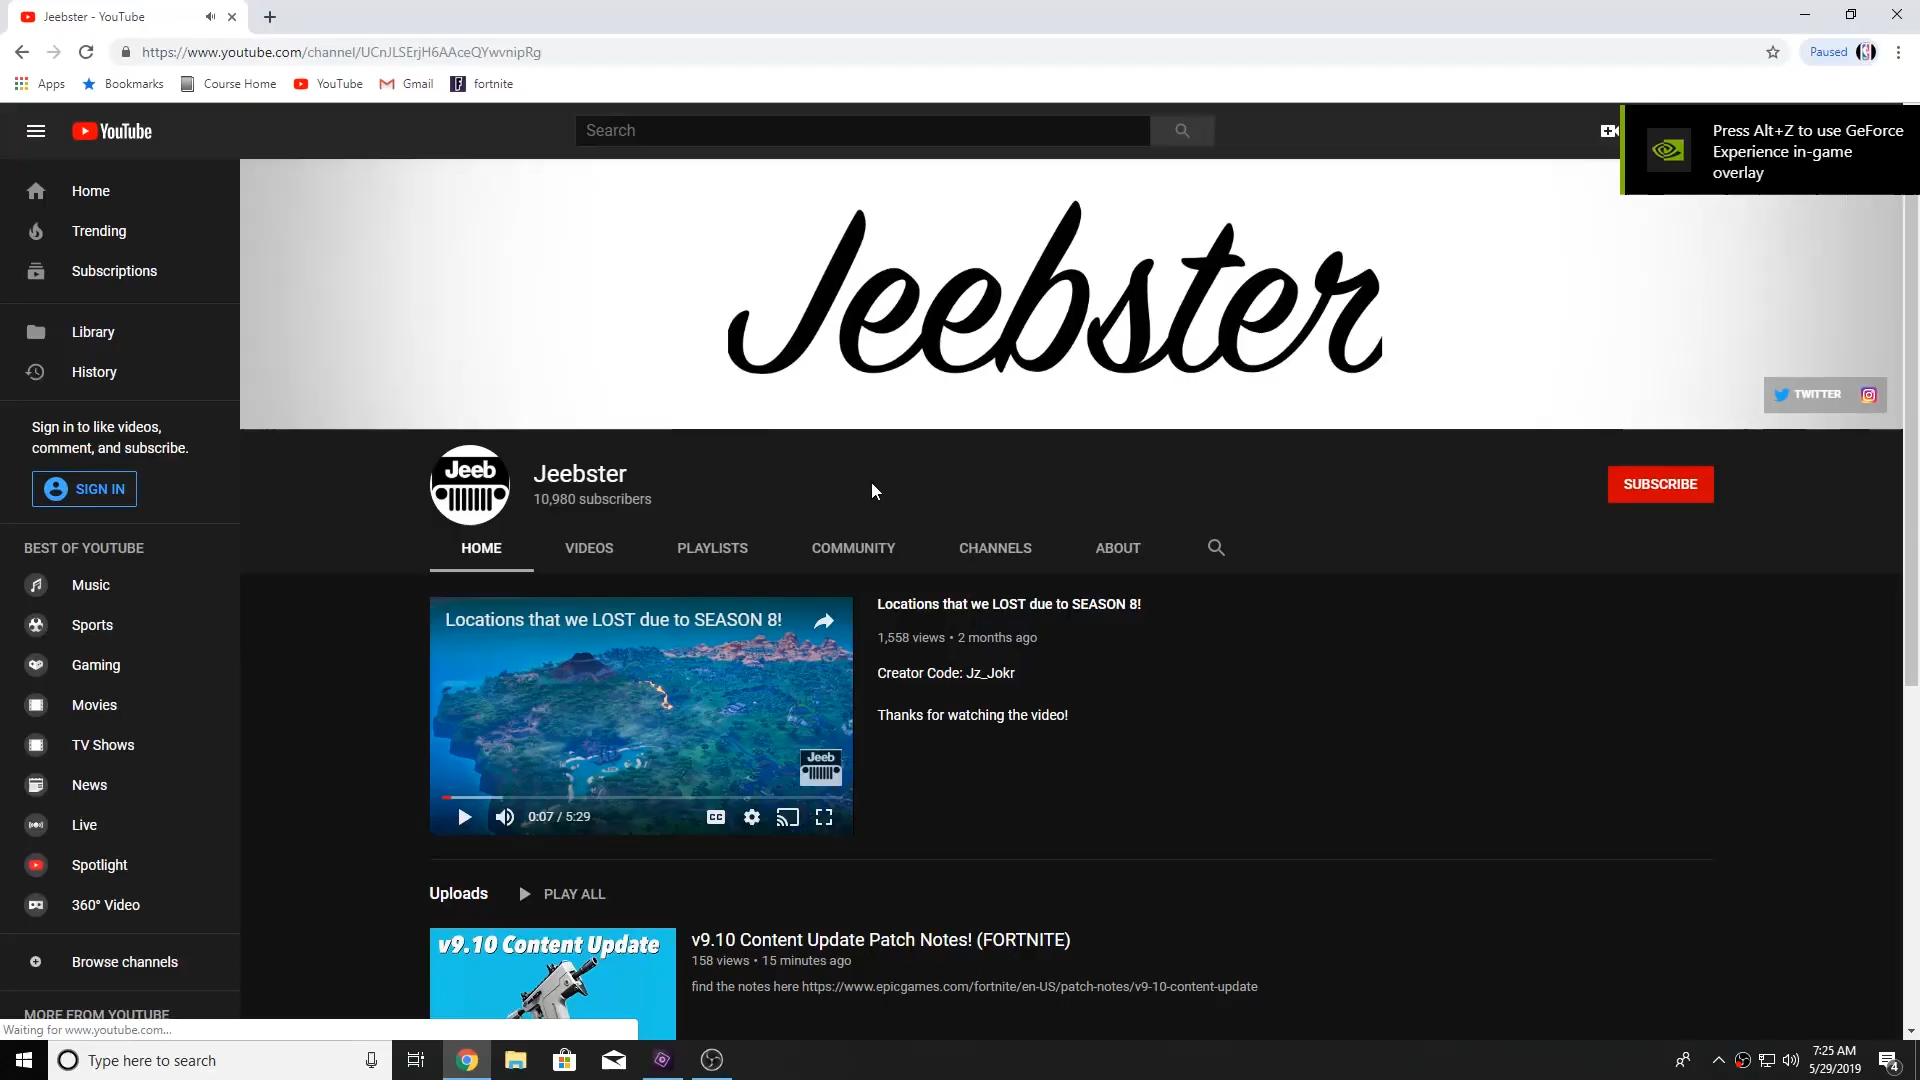 Jeebster - YouTube
https://www.youtube.com/channel/UCnJLSErjH6AAceQYwvnipRg
Paused
Apps
Bookmarks
Course Home
YouTube
Gmail
fortnite
YouTube
Search
Press Alt+Z to use GeForce
Experience in-game
overlay
Home
Trending
Subscriptions
Library
History
Sign in to like videos,
comment, and subscribe.
SIGN IN
BEST OF YOUTUBE
Music
Sports
Gaming
Movies
TV Shows
News
Live
Spotlight
360° Video
Browse channels
MORE FROM YOUTUBE
Waiting for www.youtube.com...
Jeebster
TWITTER
Jeeb
Jeebster
10,980 subscribers
SUBSCRIBE
HOME
VIDEOS
PLAYLISTS
COMMUNITY
CHANNELS
ABOUT
Locations that we LOST due to SEASON 8!
Jeeb
0:07 / 5:29
CC
Locations that we LOST due to SEASON 8!
1,558 views • 2 months ago
Creator Code: Jz_Jokr
Thanks for watching the video!
Uploads
PLAY ALL
v9.10 Content Update
v9.10 Content Update Patch Notes! (FORTNITE)
158 views • 15 minutes ago
find the notes here https://www.epicgames.com/fortnite/en-US/patch-notes/v9-10-content-update
Type here to search
7:25 AM
5/29/2019
4